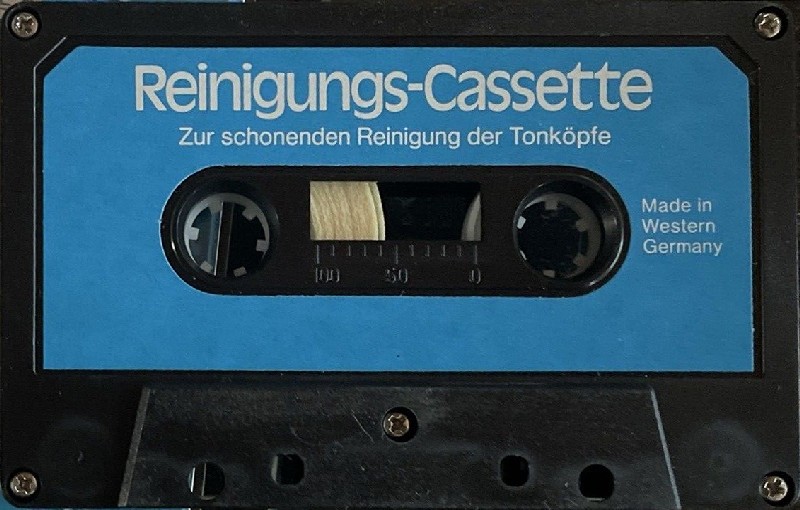 Reinigungs-Cassette
Zur schonenden Reinigung der Tonköpfe
Made in
Western
Germany
100 50 0